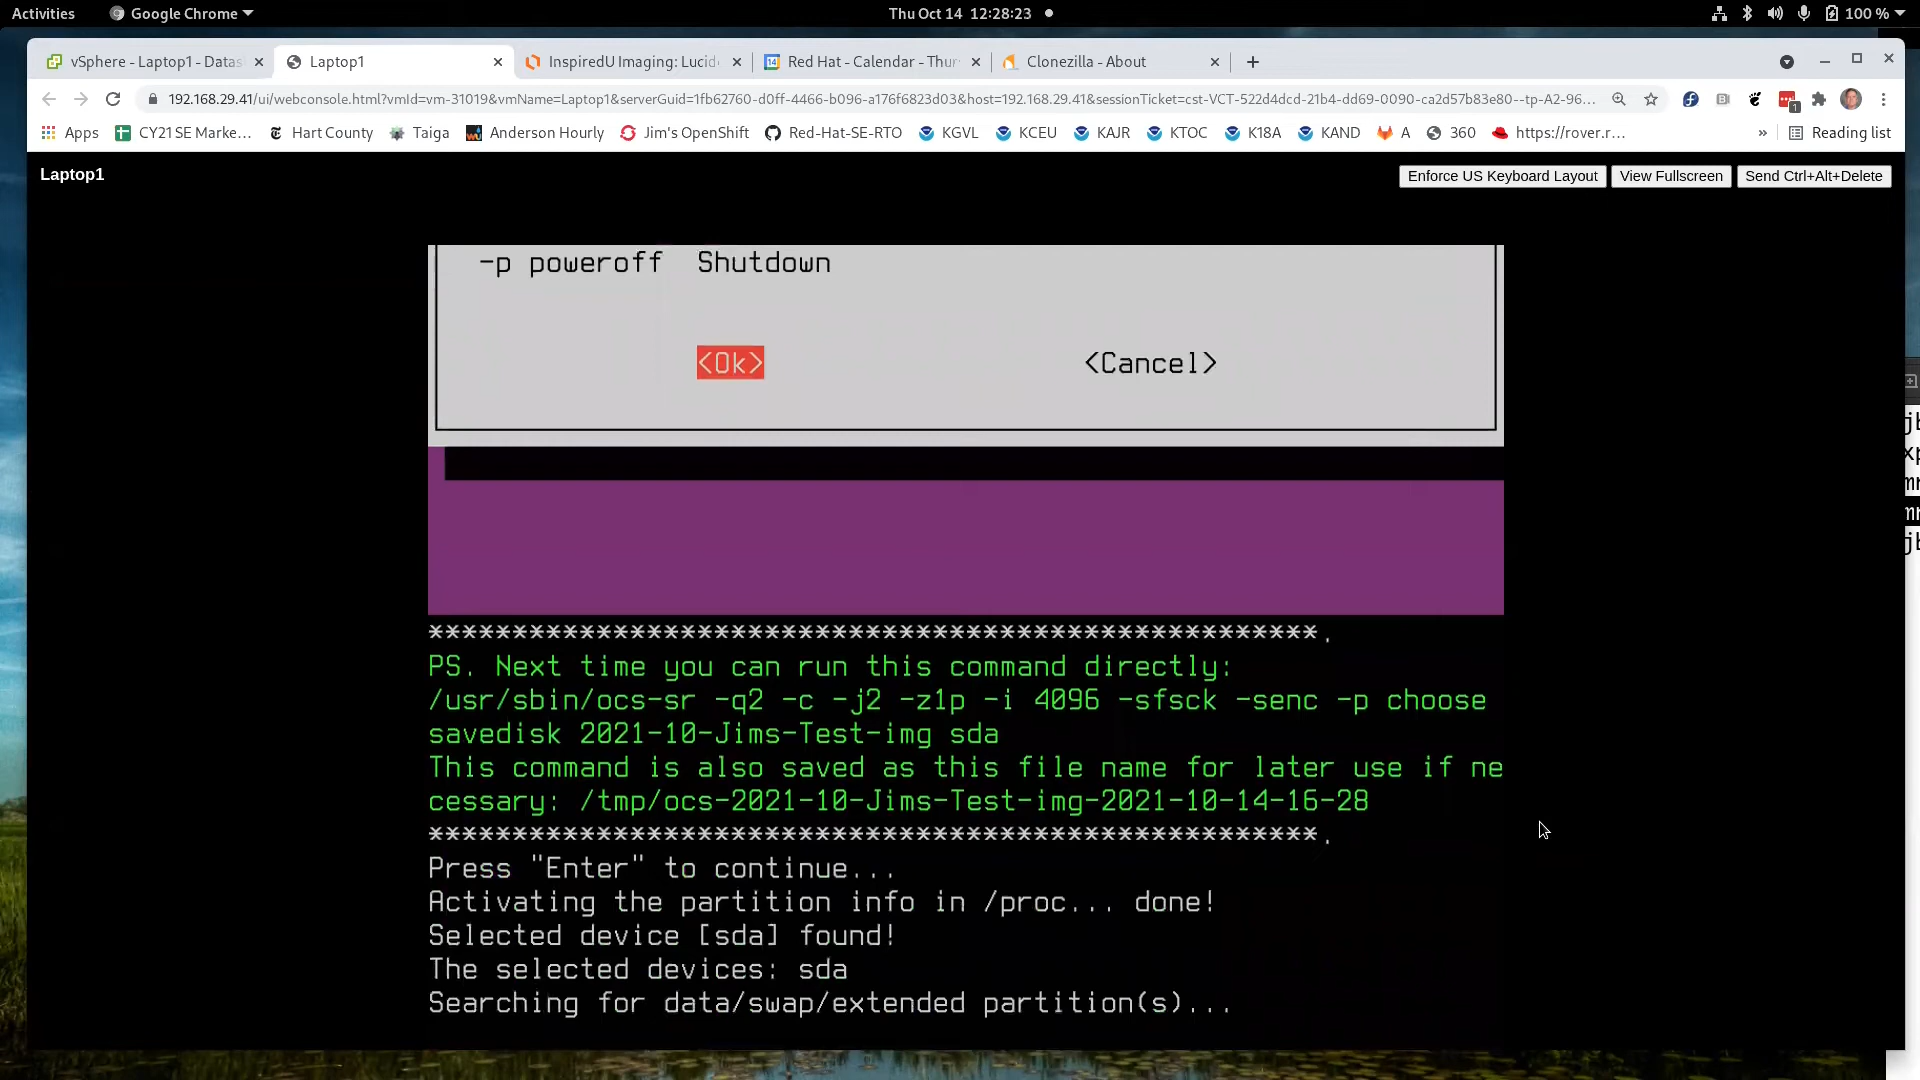 Activities Google Chrome Thu Oct 14 12:28:23 100 %
vSphere - Laptop1 - Datas Laptop1 InspiredU Imaging: Lucid Red Hat - Calendar - Thur Clonezilla - About
192.168.29.41/ui/webconsole.html?vmId=vm-31019&vmName=Laptop1&serverGuid=1fb62760-d0ff-4466-b096-a176f6823d03&host=192.168.29.41&sessionTicket=cst-VCT-522d4dcd-21b4-dd69-0090-ca2d57b83e80--tp-A2-96...
Apps CY21 SE Marke... Hart County Taiga Anderson Hourly Jim's OpenShift Red-Hat-SE-RTO KGVL KCEU KAJR KTOC K18A KAND A 360 https://rover.r... » Reading list
Laptop1 Enforce US Keyboard Layout View Fullscreen Send Ctrl+Alt+Delete
-p poweroff Shutdown
<Ok> <Cancel>
*****************************************************.
PS. Next time you can run this command directly:
/usr/sbin/ocs-sr -q2 -c -j2 -z1p -i 4096 -sfsck -senc -p choose
savedisk 2021-10-Jims-Test-img sda
This command is also saved as this file name for later use if ne
cessary: /tmp/ocs-2021-10-Jims-Test-img-2021-10-14-16-28
*****************************************************.
Press "Enter" to continue...
Activating the partition info in /proc... done!
Selected device [sda] found!
The selected devices: sda
Searching for data/swap/extended partition(s)...